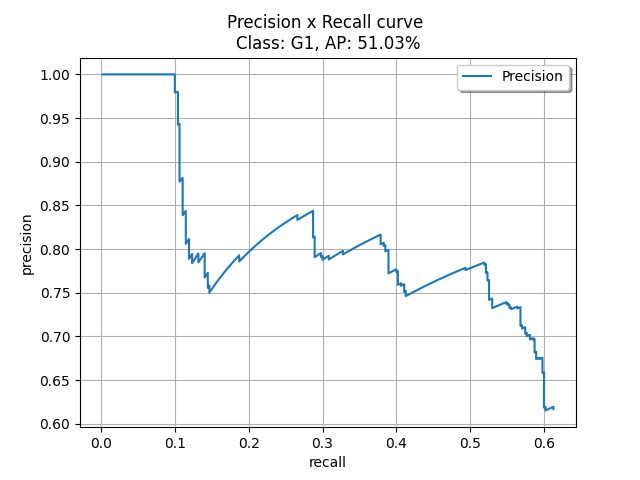 Precision x Recall curve
Class: G1, AP: 51.03%
Precision
1.00
0.95
0.90
0.85
0.80
0.75
0.70
0.65
0.60
precision
0.0 0.1 0.2 0.3 0.4 0.5 0.6
recall